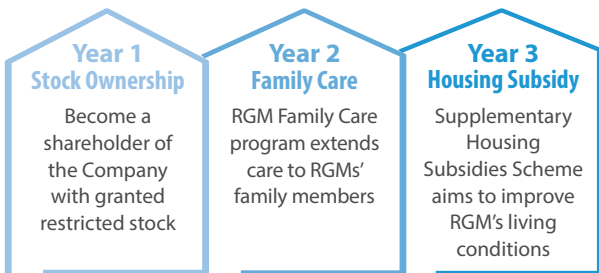 Year 1
Stock Ownership
Become a
shareholder of
the Company
with granted
restricted stock
Year 2
Family Care
RGM Family Care
program extends
care to RGMs'
family members
Year 3
Housing Subsidy
Supplementary
Housing
Subsidies Scheme
aims to improve
RGM's living
conditions